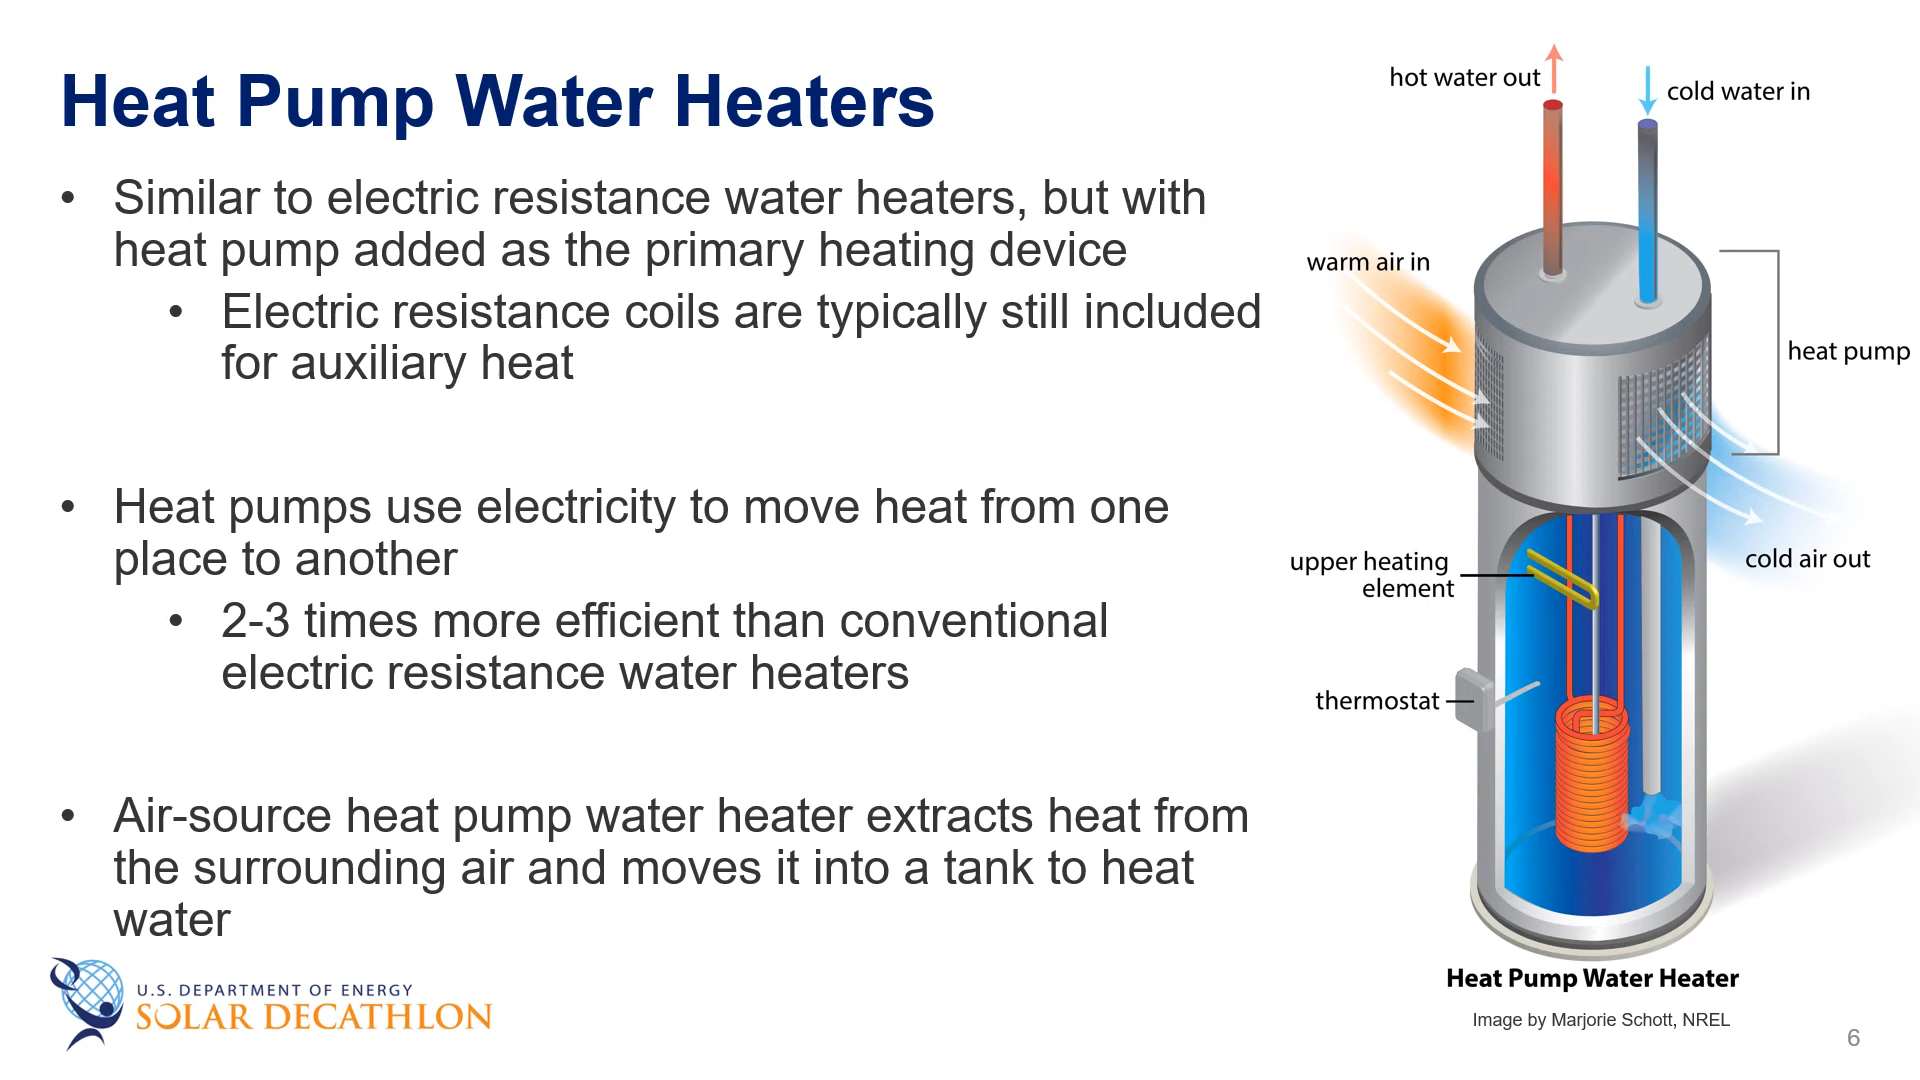 Heat Pump Water Heaters
• Similar to electric resistance water heaters, but with
heat pump added as the primary heating device
• Electric resistance coils are typically still included
for auxiliary heat
• Heat pumps use electricity to move heat from one
place to another
• 2-3 times more efficient than conventional
electric resistance water heaters
• Air-source heat pump water heater extracts heat from
the surrounding air and moves it into a tank to heat
water
U.S. DEPARTMENT OF ENERGY
SOLAR DECATHLON
hot water out
cold water in
warm air in
heat pump
cold air out
upper heating
element
thermostat
Heat Pump Water Heater
Image by Marjorie Schott, NREL
6